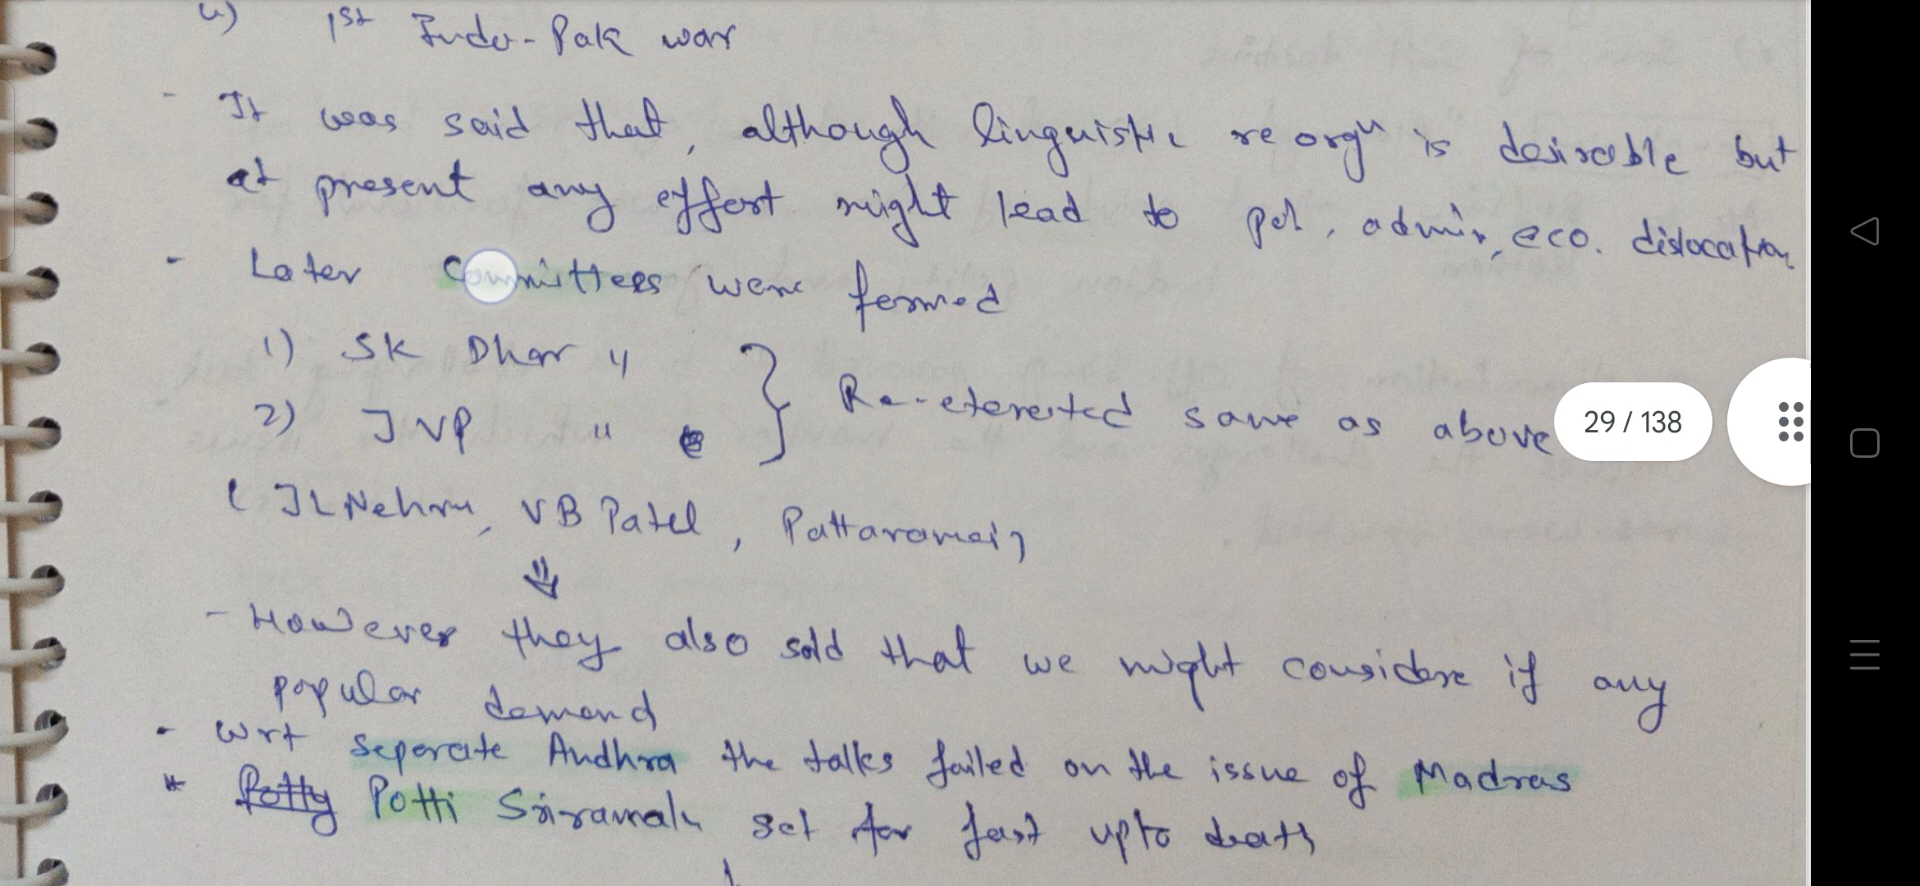 4) 1st Indo-Pak war
- It was said that, although linguistic reorgn is desirable but
at present any effort might lead to pol, admin, eco. dislocation
- Later Committees were formed
1) SK Dhar "
2) JVP " } Re-eterated same as above
29 / 138
( JL Nehru, VB Patel, Pattaramai)
⇓
- However they also said that we might consider if any
popular demand
- Wrt seperate Andhra the talks failed on the issue of Madras
* Potty Potti Sriramalu set for fast upto death